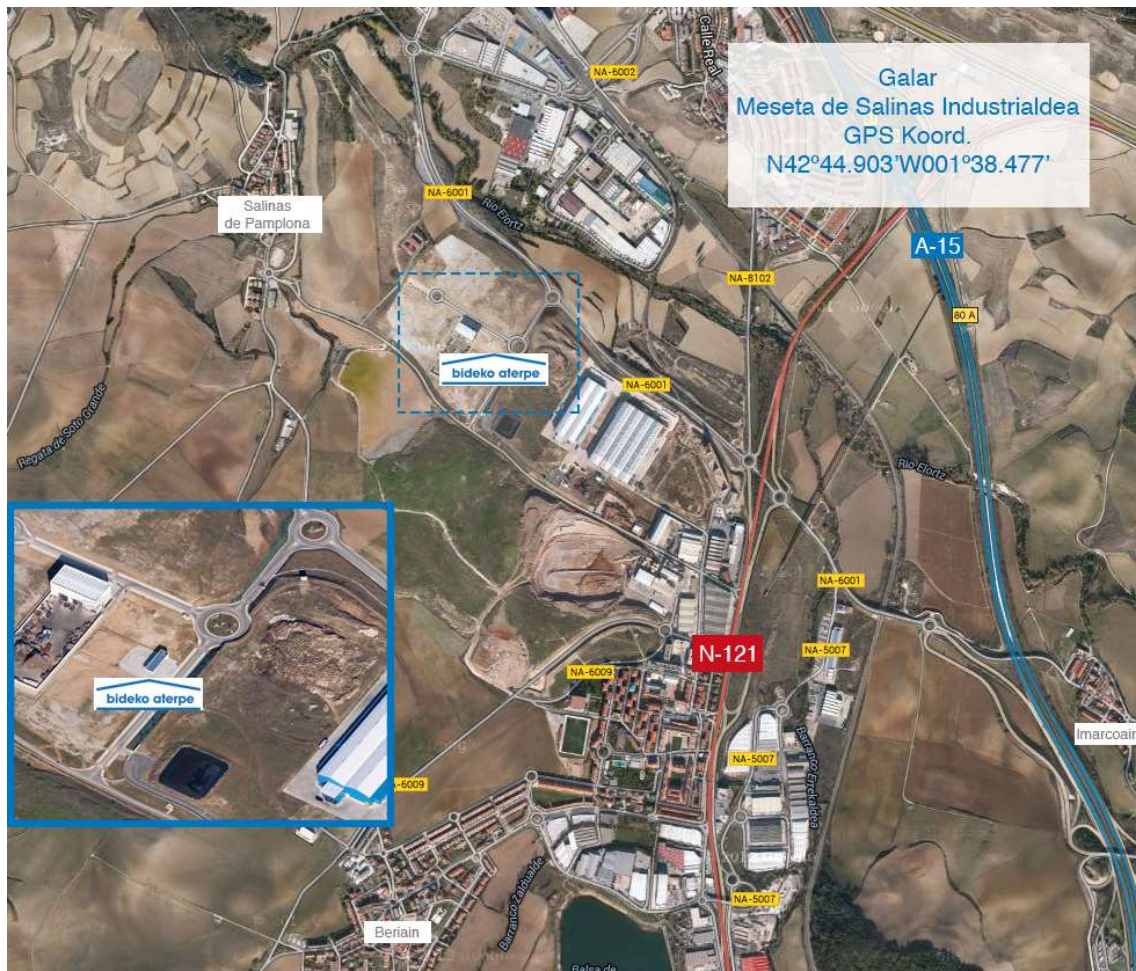 Galar
Meseta de Salinas Industrialdea
GPS Koord.
N42º44.903'W001º38.477'
Calle Real
NA-6002
NA-6001
Río Elortz
Salinas
de Pamplona
A-15
NA-8102
80 A
bideko aterpe
NA-6001
Regata de Soto Grande
Río Elortz
NA-6001
N-121
NA-5007
NA-6009
bideko aterpe
Imarcoain
NA-5007
Barranco Errekaldea
A-6009
Barranco Zaldualde
NA-5007
Beriain
Balsa de